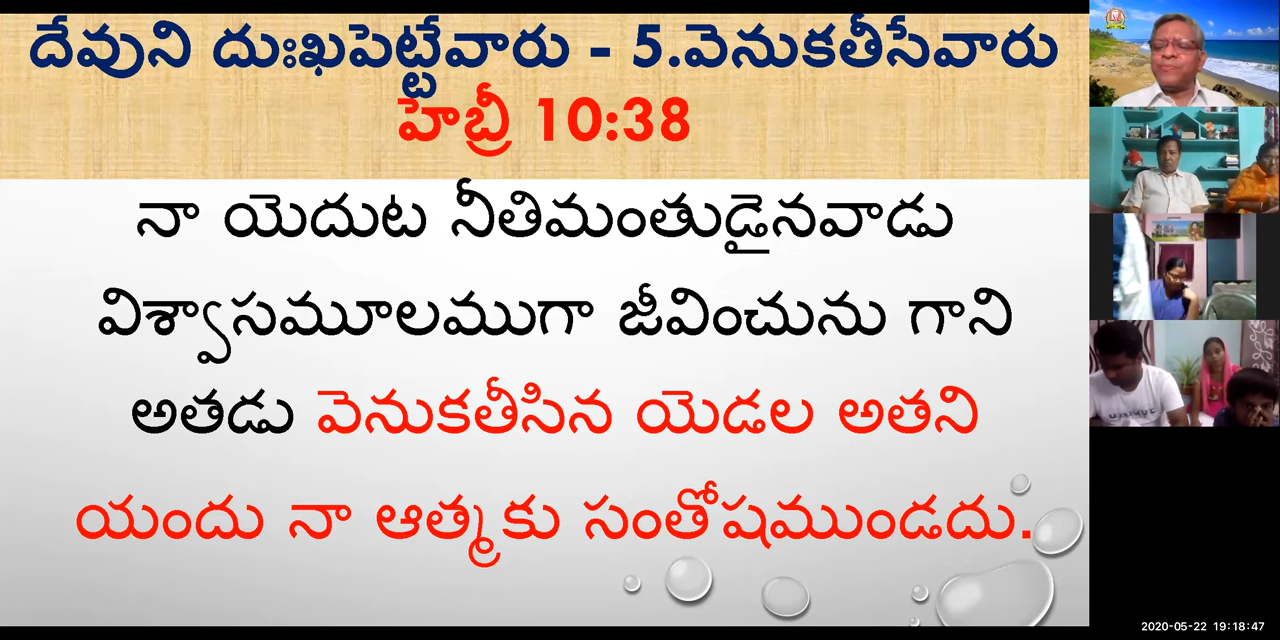 దేవుని దుఃఖపెట్టేవారు - 5.వెనుకతీసేవారు
హెబ్రీ 10:38
నా యెదుట నీతిమంతుడైనవాడు
విశ్వాసమూలముగా జీవించును గాని
అతడు వెనుకతీసిన యెడల అతని
యందు నా ఆత్మకు సంతోషముండదు.
2020-05-22 19:18:47